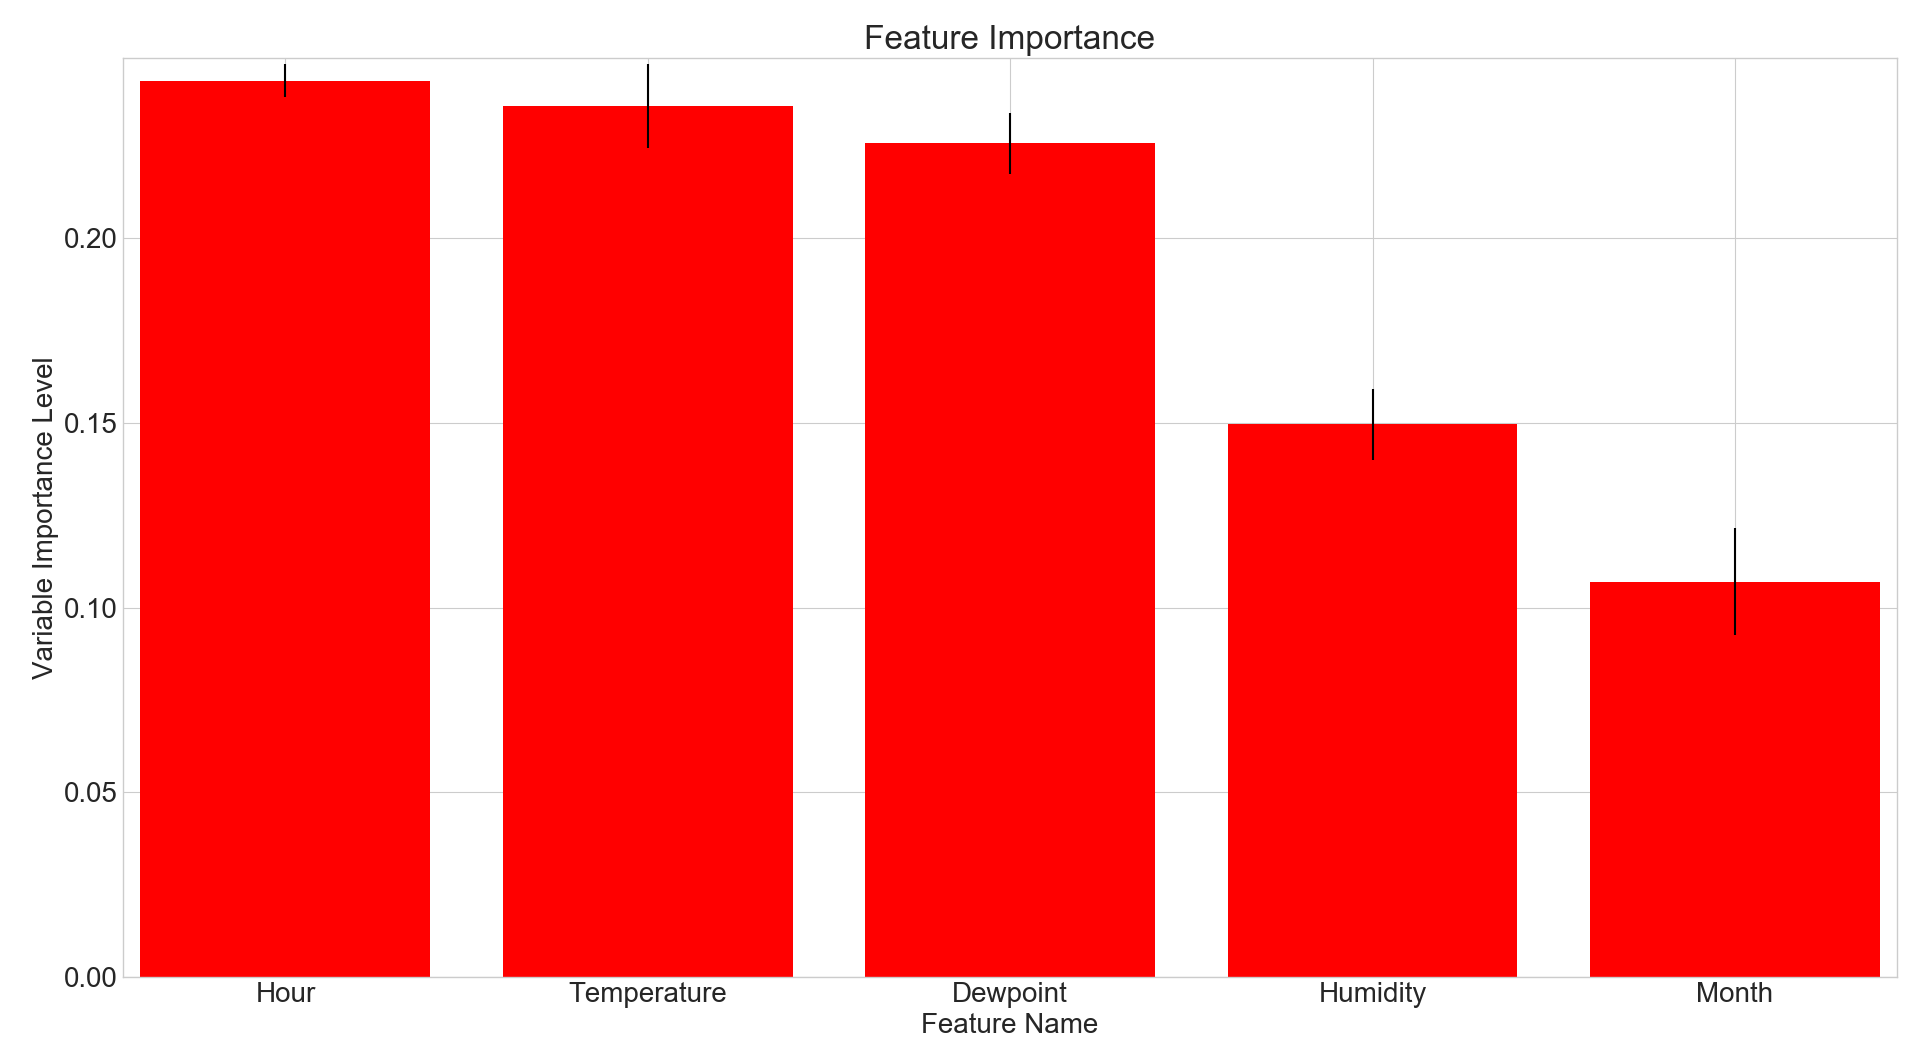 Feature Importance
Variable Importance Level
0.20
0.15
0.10
0.05
0.00
Hour Temperature Dewpoint Humidity Month
Feature Name